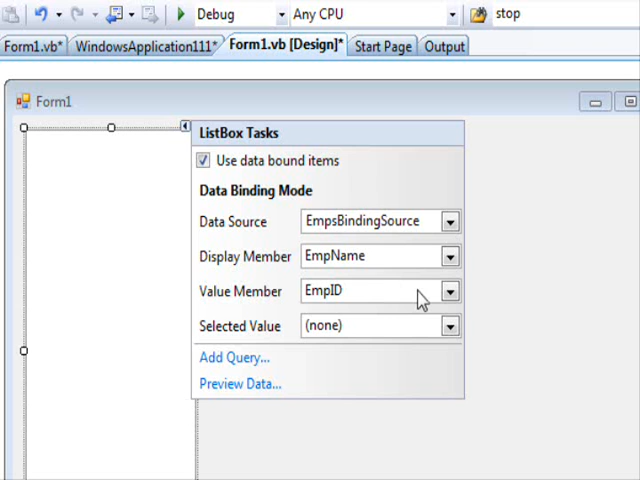 Debug Any CPU stop
Form1.vb* WindowsApplication111* Form1.vb [Design]* Start Page Output
Form1
ListBox Tasks
Use data bound items
Data Binding Mode
Data Source EmpsBindingSource
Display Member EmpName
Value Member EmpID
Selected Value (none)
Add Query...
Preview Data...